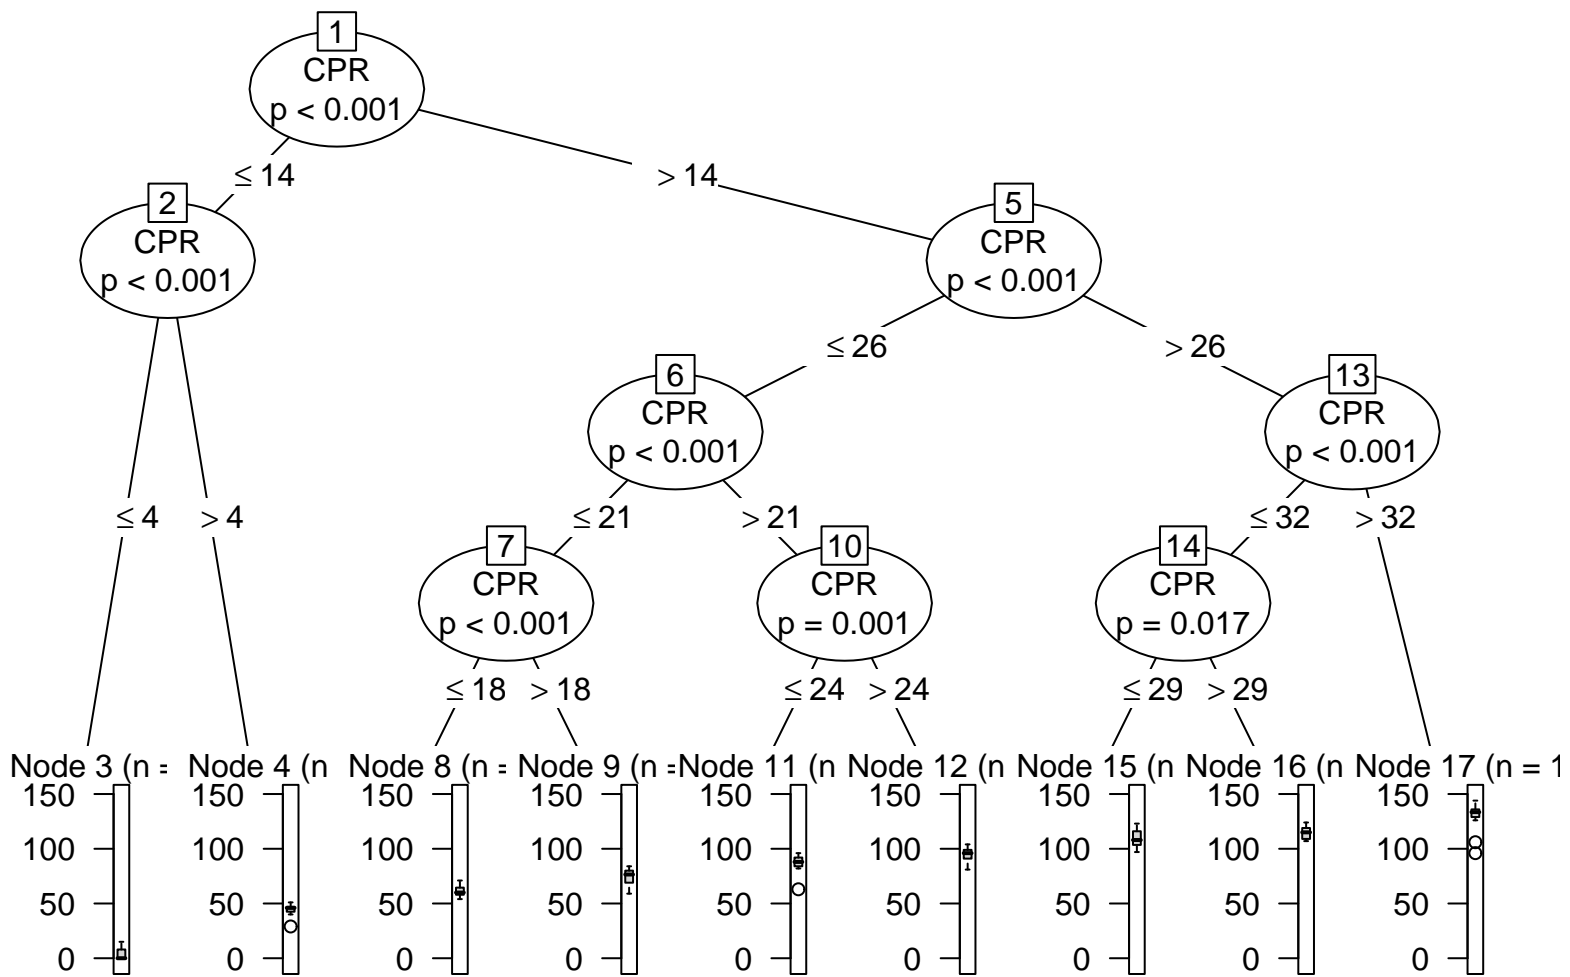 1
CPR
p < 0.001
≤ 14
> 14
2
CPR
p < 0.001
5
CPR
p < 0.001
≤ 26
> 26
6
CPR
p < 0.001
13
CPR
p < 0.001
≤ 4
> 4
≤ 21
> 21
≤ 32
> 32
7
CPR
p < 0.001
10
CPR
p = 0.001
14
CPR
p = 0.017
≤ 18
> 18
≤ 24
> 24
≤ 29
> 29
Node 3 (n =
Node 4 (n
Node 8 (n =
Node 9 (n =
Node 11 (n
Node 12 (n
Node 15 (n
Node 16 (n
Node 17 (n = 1
150
100
50
0
150
100
50
0
150
100
50
0
150
100
50
0
150
100
50
0
150
100
50
0
150
100
50
0
150
100
50
0
150
100
50
0